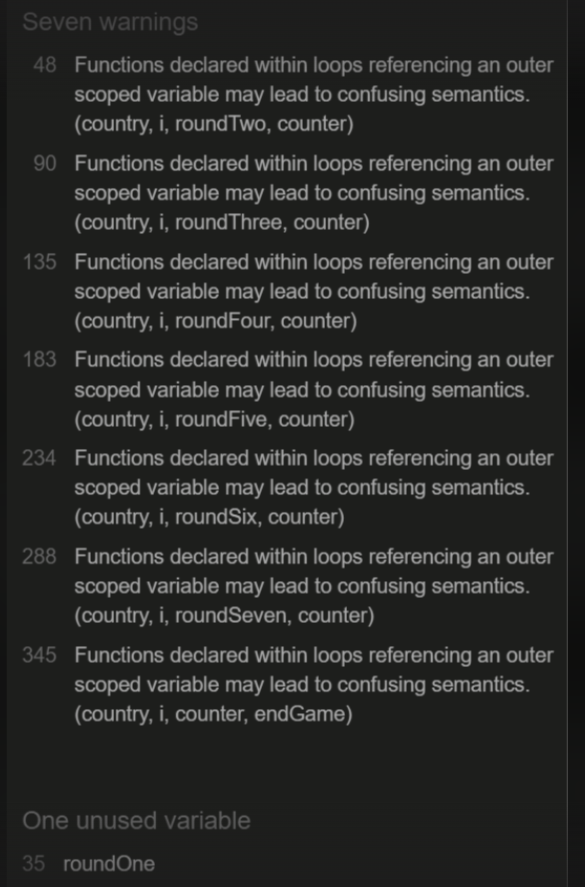 Seven warnings
48 Functions declared within loops referencing an outer
scoped variable may lead to confusing semantics.
(country, i, roundTwo, counter)
90 Functions declared within loops referencing an outer
scoped variable may lead to confusing semantics.
(country, i, roundThree, counter)
135 Functions declared within loops referencing an outer
scoped variable may lead to confusing semantics.
(country, i, roundFour, counter)
183 Functions declared within loops referencing an outer
scoped variable may lead to confusing semantics.
(country, i, roundFive, counter)
234 Functions declared within loops referencing an outer
scoped variable may lead to confusing semantics.
(country, i, roundSix, counter)
288 Functions declared within loops referencing an outer
scoped variable may lead to confusing semantics.
(country, i, roundSeven, counter)
345 Functions declared within loops referencing an outer
scoped variable may lead to confusing semantics.
(country, i, counter, endGame)
One unused variable
35 roundOne